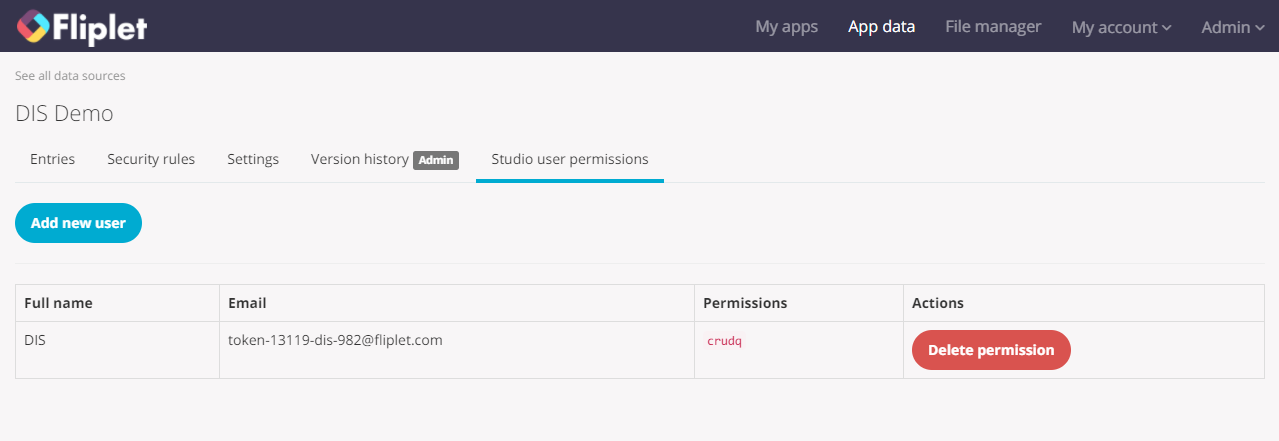 Fliplet My apps App data File manager My account Admin
See all data sources
DIS Demo
Entries Security rules Settings Version history Admin Studio user permissions
Add new user
Full name Email Permissions Actions
DIS token-13119-dis-982@fliplet.com crudq Delete permission